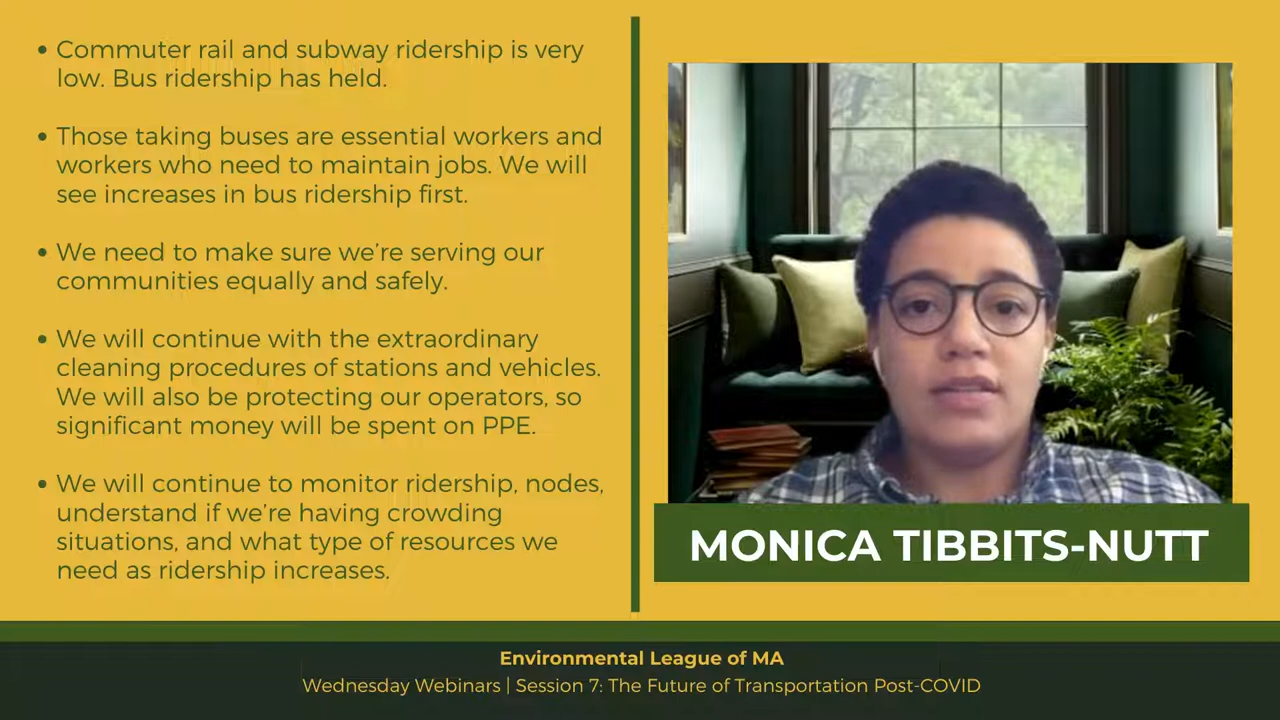 • Commuter rail and subway ridership is very
low. Bus ridership has held.
• Those taking buses are essential workers and
workers who need to maintain jobs. We will
see increases in bus ridership first.
• We need to make sure we're serving our
communities equally and safely.
• We will continue with the extraordinary
cleaning procedures of stations and vehicles.
We will also be protecting our operators, so
significant money will be spent on PPE.
• We will continue to monitor ridership, nodes,
understand if we're having crowding
situations, and what type of resources we
need as ridership increases.
MONICA TIBBITS-NUTT
Environmental League of MA
Wednesday Webinars | Session 7: The Future of Transportation Post-COVID